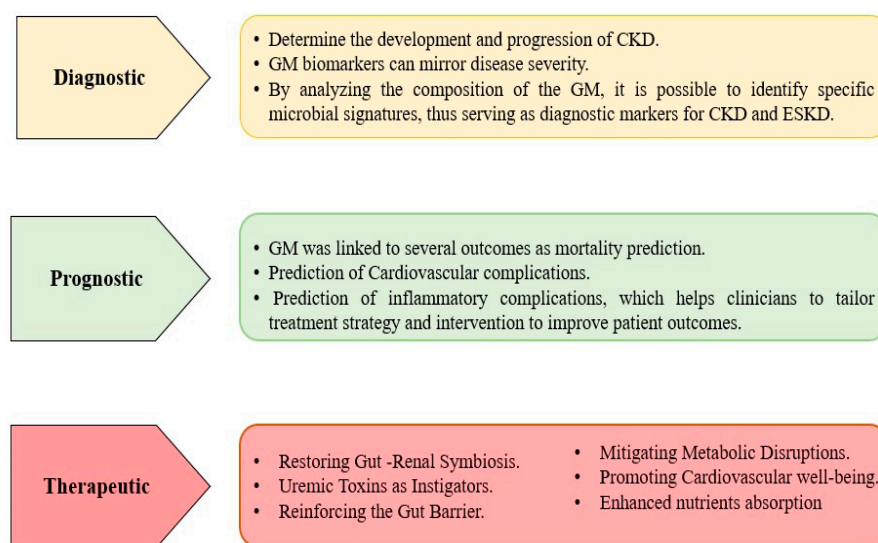 Diagnostic
• Determine the development and progression of CKD.
• GM biomarkers can mirror disease severity.
• By analyzing the composition of the GM, it is possible to identify specific
microbial signatures, thus serving as diagnostic markers for CKD and ESKD.
Prognostic
• GM was linked to several outcomes as mortality prediction.
• Prediction of Cardiovascular complications.
• Prediction of inflammatory complications, which helps clinicians to tailor
treatment strategy and intervention to improve patient outcomes.
Therapeutic
• Restoring Gut -Renal Symbiosis.
• Uremic Toxins as Instigators.
• Reinforcing the Gut Barrier.
• Mitigating Metabolic Disruptions.
• Promoting Cardiovascular well-being.
• Enhanced nutrients absorption